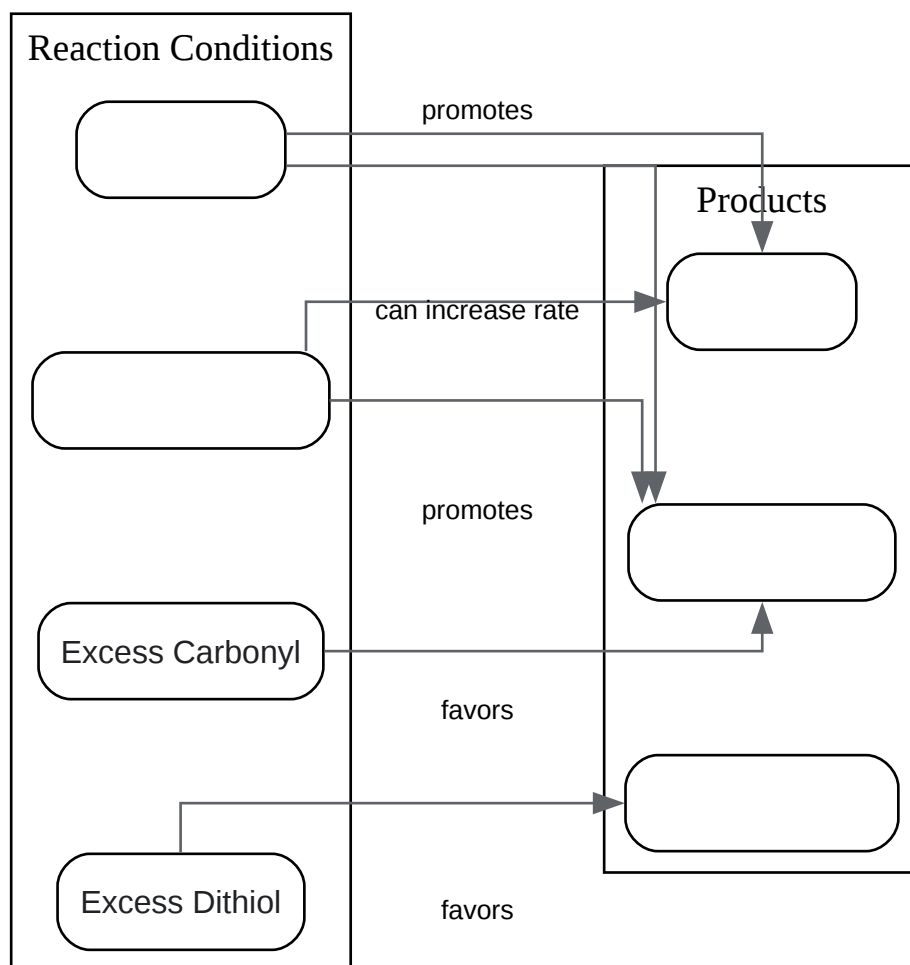 Reaction Conditions
promotes
Products
can increase rate
promotes
Excess Carbonyl
favors
Excess Dithiol
favors